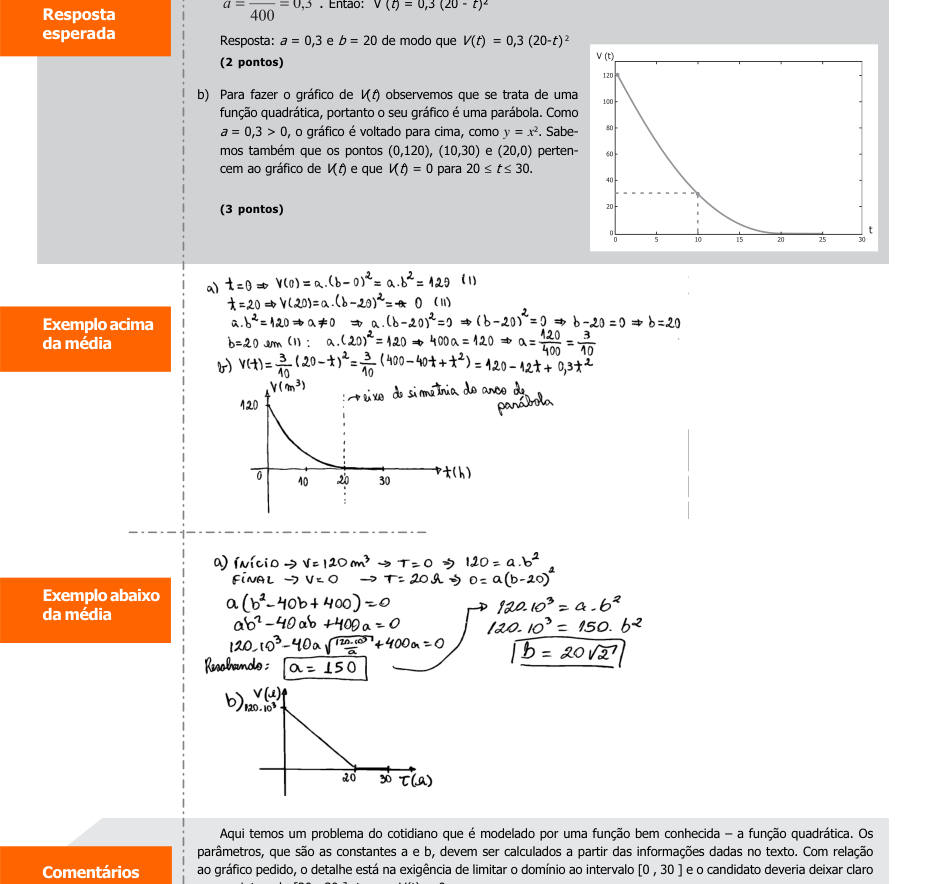 Resposta
esperada
a = — = 0,3 . Então: V (t) = 0,3 (20 - t)²
400
Resposta: a = 0,3 e b = 20 de modo que V(t) = 0,3 (20-t)²
(2 pontos)
b) Para fazer o gráfico de V(t) observemos que se trata de uma
função quadrática, portanto o seu gráfico é uma parábola. Como
a = 0,3 > 0, o gráfico é voltado para cima, como y = x². Sabe-
mos também que os pontos (0,120), (10,30) e (20,0) perten-
cem ao gráfico de V(t) e que V(t) = 0 para 20 ≤ t ≤ 30.
(3 pontos)
V (t)
120
100
80
60
40
20
0
0 5 10 15 20 25 30
t
Exemplo acima
da média
a) t=0 ⇒ V(0) = a.(b-0)² = a.b² = 120 (I)
t=20 ⇒ V(20)=a.(b-20)² = 0 (II)
a.b²=120 ⇒ a≠0 ⇒ a.(b-20)²=0 ⇒ (b-20)²=0 ⇒ b-20=0 ⇒ b=20
b=20 em (I): a.(20)²=120 ⇒ 400a=120 ⇒ a=120/400=3/10
b) V(t)=3/10(20-t)²=3/10(400-40t+t²)=120-12t+0,3t²
V(m³)
120
eixo de simetria do arco de
parábola
0 10 20 30
t(h)
Exemplo abaixo
da média
a) INÍCIO → V=120m³ → T=0 ⇒ 120=a.b²
FINAL → V=0 → T=20h ⇒ 0=a(b-20)²
a(b²-40b+400)=0
ab²-40ab+400a=0
120.10³-40a√(120.10³/a)+400a=0
Resolvendo: a=150
120.10³=a.b²
120.10³=150.b²
b=20√2
b) V(l)
120.10³
20 30 T(h)
Comentários
Aqui temos um problema do cotidiano que é modelado por uma função bem conhecida – a função quadrática. Os
parâmetros, que são as constantes a e b, devem ser calculados a partir das informações dadas no texto. Com relação
ao gráfico pedido, o detalhe está na exigência de limitar o domínio ao intervalo [0 , 30 ] e o candidato deveria deixar claro